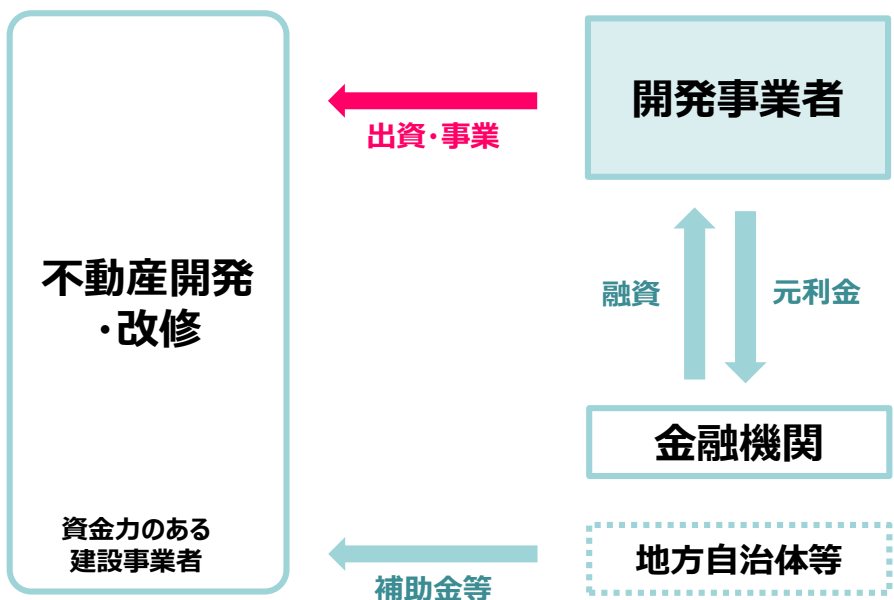 開発事業者
出資･事業
不動産開発
･改修
融資
元利金
金融機関
資金力のある
建設事業者
地方自治体等
補助金等